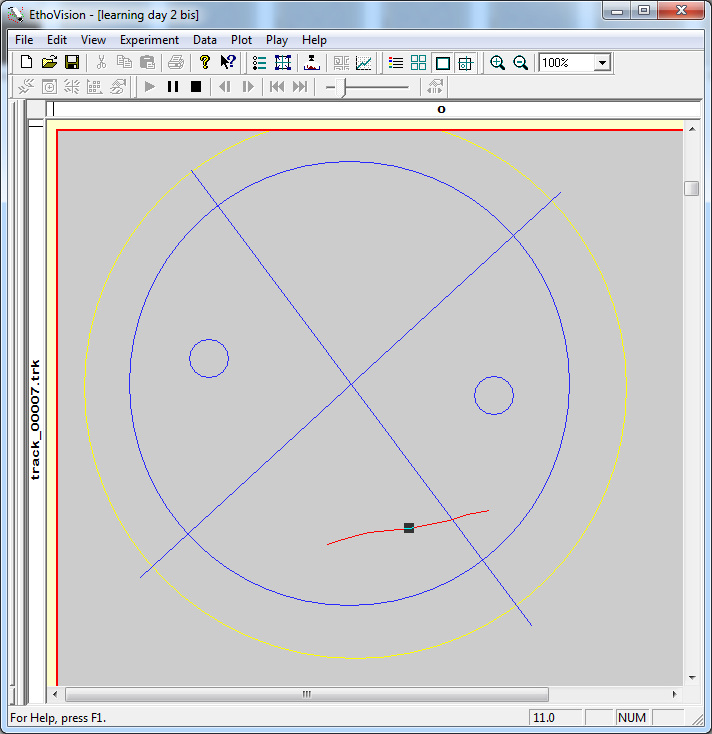 EthoVision - [learning day 2 bis]
File Edit View Experiment Data Plot Play Help
100%
0
track_00007.trk
For Help, press F1.
11.0
NUM